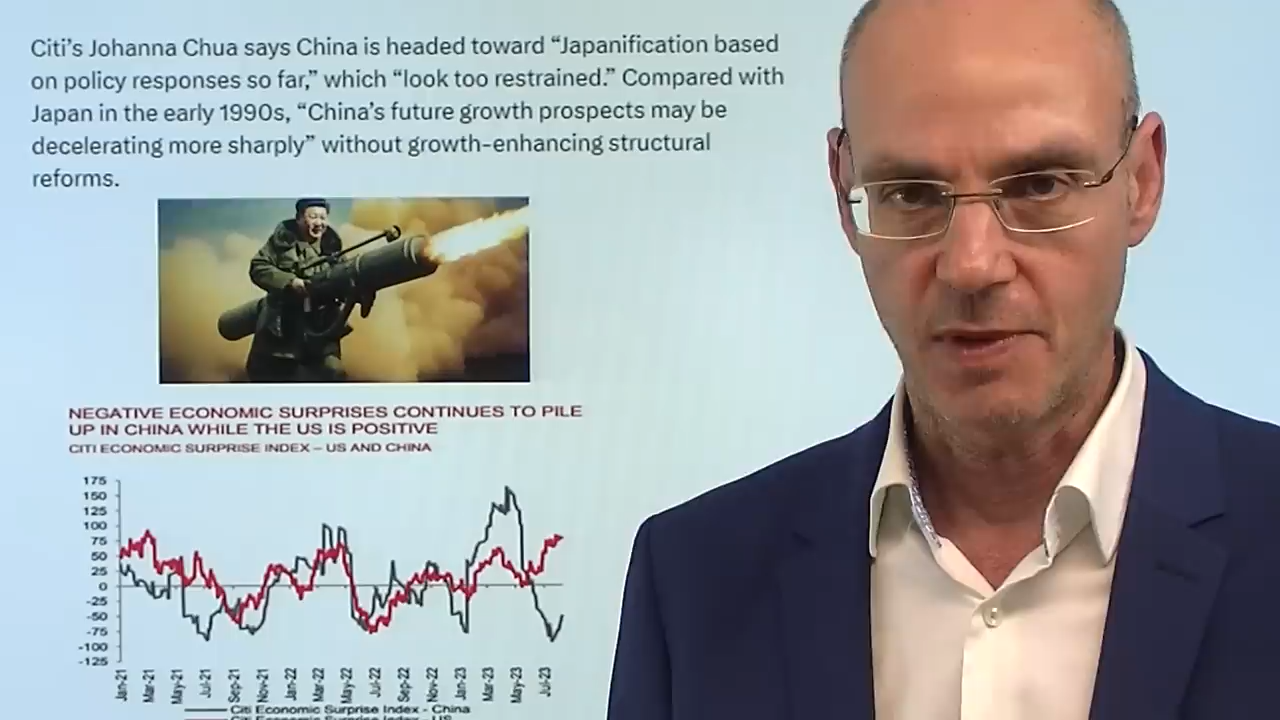 Citi’s Johanna Chua says China is headed toward “Japanification based
on policy responses so far,” which “look too restrained.” Compared with
Japan in the early 1990s, “China’s future growth prospects may be
decelerating more sharply” without growth-enhancing structural
reforms.
NEGATIVE ECONOMIC SURPRISES CONTINUES TO PILE
UP IN CHINA WHILE THE US IS POSITIVE
CITI ECONOMIC SURPRISE INDEX – US AND CHINA
175
150
125
100
75
50
25
0
-25
-50
-75
-100
-125
Jan-21
Mar-21
May-21
Jul-21
Sep-21
Nov-21
Jan-22
Mar-22
May-22
Jul-22
Sep-22
Nov-22
Jan-23
Mar-23
May-23
Jul-23
Citi Economic Surprise Index - China
Citi Economic Surprise Index - US